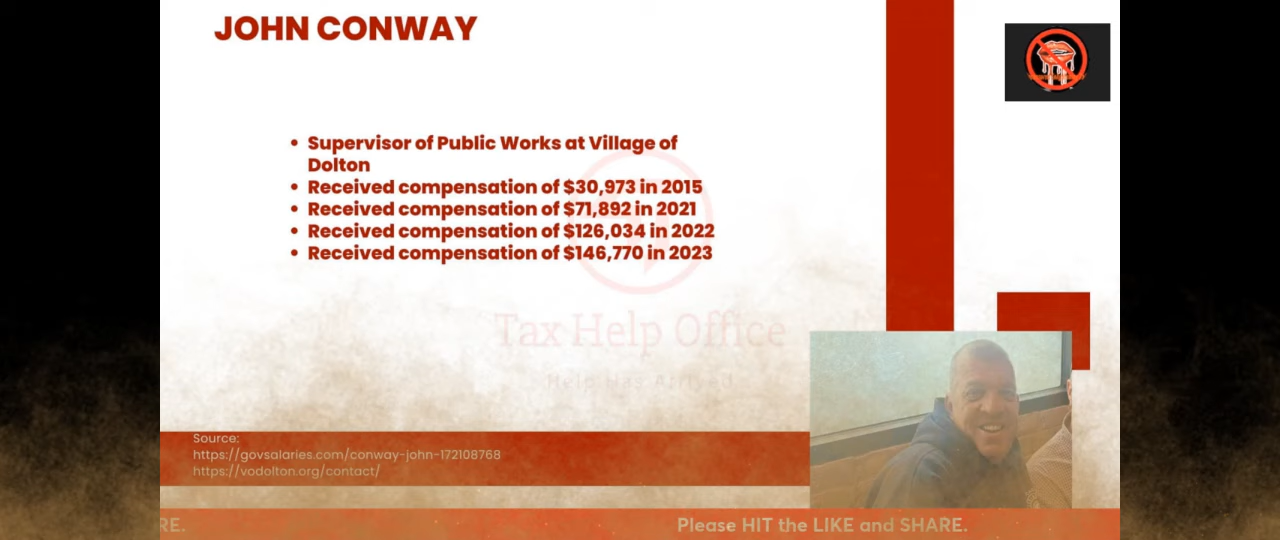 JOHN CONWAY
• Supervisor of Public Works at Village of
Dolton
• Received compensation of $30,973 in 2015
• Received compensation of $71,892 in 2021
• Received compensation of $126,034 in 2022
• Received compensation of $146,770 in 2023
Tax Help Office
Help Has Arrived
Source:
https://govsalaries.com/conway-john-172108768
https://vodolton.org/contact/
RE. Please HIT the LIKE and SHARE.